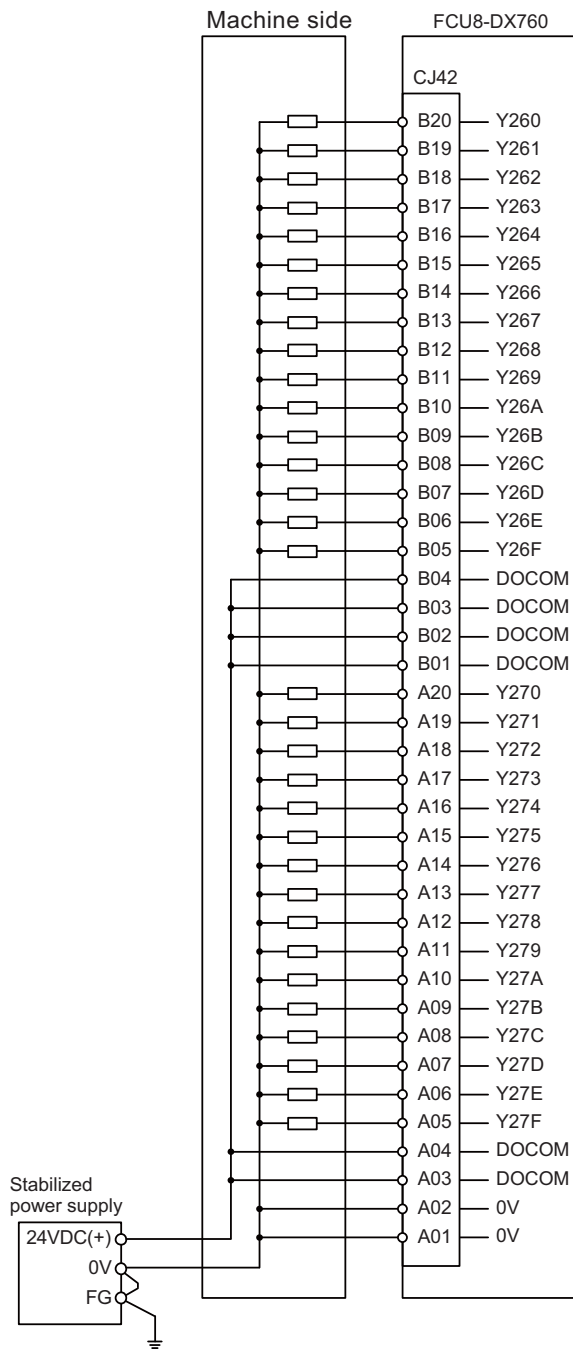 Machine side FCU8-DX760
CJ42
B20 Y260
B19 Y261
B18 Y262
B17 Y263
B16 Y264
B15 Y265
B14 Y266
B13 Y267
B12 Y268
B11 Y269
B10 Y26A
B09 Y26B
B08 Y26C
B07 Y26D
B06 Y26E
B05 Y26F
B04 DOCOM
B03 DOCOM
B02 DOCOM
B01 DOCOM
A20 Y270
A19 Y271
A18 Y272
A17 Y273
A16 Y274
A15 Y275
A14 Y276
A13 Y277
A12 Y278
A11 Y279
A10 Y27A
A09 Y27B
A08 Y27C
A07 Y27D
A06 Y27E
A05 Y27F
A04 DOCOM
A03 DOCOM
A02 0V
A01 0V
Stabilized
power supply
24VDC(+)
0V
FG